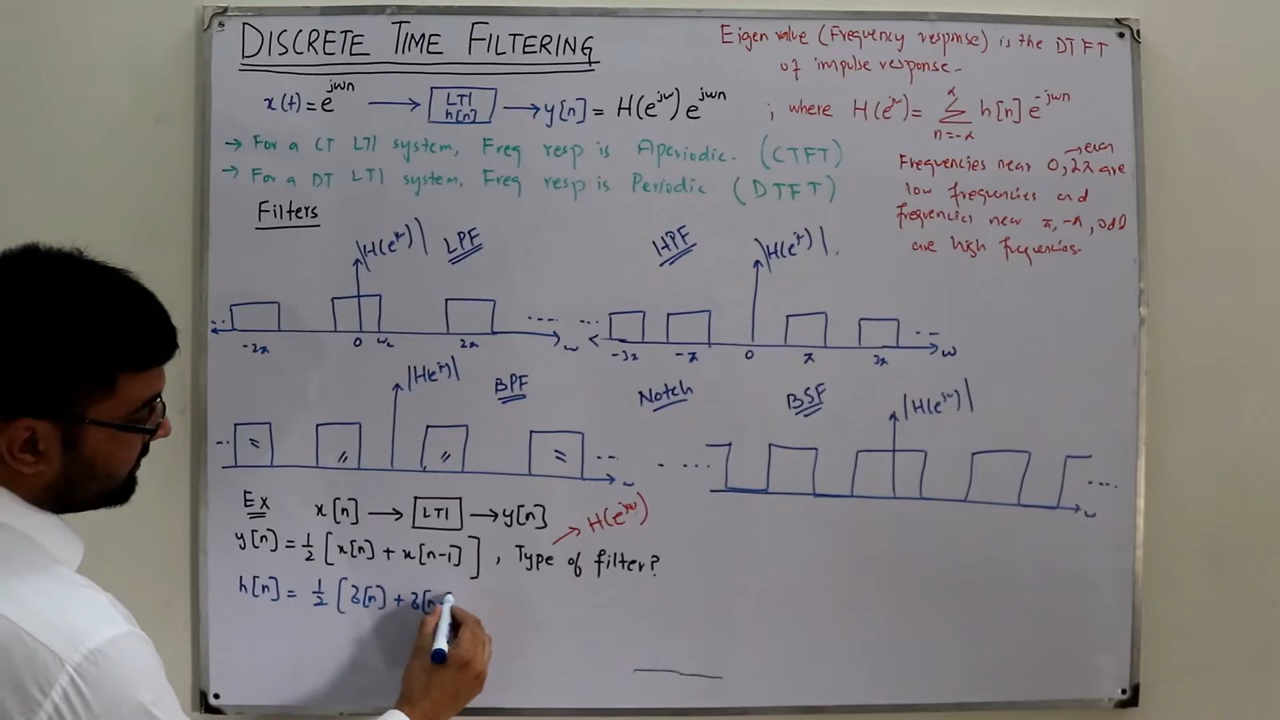 DISCRETE TIME FILTERING
Eigen value (Frequency response) is the DTFT
of impulse response.
x(t) = e^{jwn} → LTI h[n] → y[n] = H(e^{jw}) e^{jwn} ; where H(e^{jw}) = ∑_{n=-∞}^{∞} h[n] e^{-jwn}
→ For a CT LTI system, Freq resp is Aperiodic. (CTFT)
→ For a DT LTI system, Freq resp is Periodic (DTFT)
→ even
Frequencies near 0, 2π are
low frequencies and
frequencies near π, -π, odd
are high frequencies.
Filters
|H(e^{jw})| LPF
... -2π 0 wc 2π .... w
HPF |H(e^{jw})|
... -3π -π 0 π 3π ... w
|H(e^{jw})| BPF
... = // // = ... w
Notch BSF |H(e^{jw})|
.... .... w
Ex x[n] → LTI → y[n]
→ H(e^{jw})
y[n] = 1/2 [x[n] + x[n-1]] , Type of filter?
h[n] = 1/2 [δ[n] + δ[n-